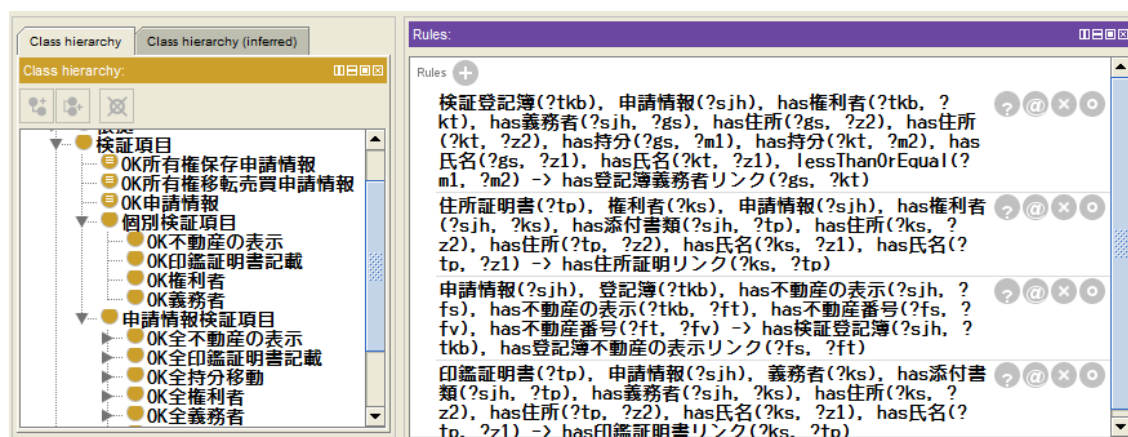 Class hierarchy
Class hierarchy (inferred)
Class hierarchy:
検証項目
OK所有権保存申請情報
OK所有権移転売買申請情報
OK申請情報
個別検証項目
OK不動産の表示
OK印鑑証明書記載
OK権利者
OK義務者
申請情報検証項目
OK全不動産の表示
OK全印鑑証明書記載
OK全持分移動
OK全権利者
OK全義務者
Rules:
Rules
検証登記簿(?tkb), 申請情報(?sjh), has権利者(?tkb, ?
kt), has義務者(?sjh, ?gs), has住所(?gs, ?z2), has住所
(?kt, ?z2), has持分(?gs, ?m1), has持分(?kt, ?m2), has
氏名(?gs, ?z1), has氏名(?kt, ?z1), lessThanOrEqual(?
m1, ?m2) -> has登記簿義務者リンク(?gs, ?kt)
住所証明書(?tp), 権利者(?ks), 申請情報(?sjh), has権利者
(?sjh, ?ks), has添付書類(?sjh, ?tp), has住所(?ks, ?
z2), has住所(?tp, ?z2), has氏名(?ks, ?z1), has氏名(?
tp, ?z1) -> has住所証明リンク(?ks, ?tp)
申請情報(?sjh), 登記簿(?tkb), has不動産の表示(?sjh, ?
fs), has不動産の表示(?tkb, ?ft), has不動産番号(?fs, ?
fv), has不動産番号(?ft, ?fv) -> has検証登記簿(?sjh, ?
tkb), has登記簿不動産の表示リンク(?fs, ?ft)
印鑑証明書(?tp), 申請情報(?sjh), 義務者(?ks), has添付書
類(?sjh, ?tp), has義務者(?sjh, ?ks), has住所(?ks, ?
z2), has住所(?tp, ?z2), has氏名(?ks, ?z1), has氏名(?
tp, ?z1) -> has印鑑証明書リンク(?ks, ?tp)